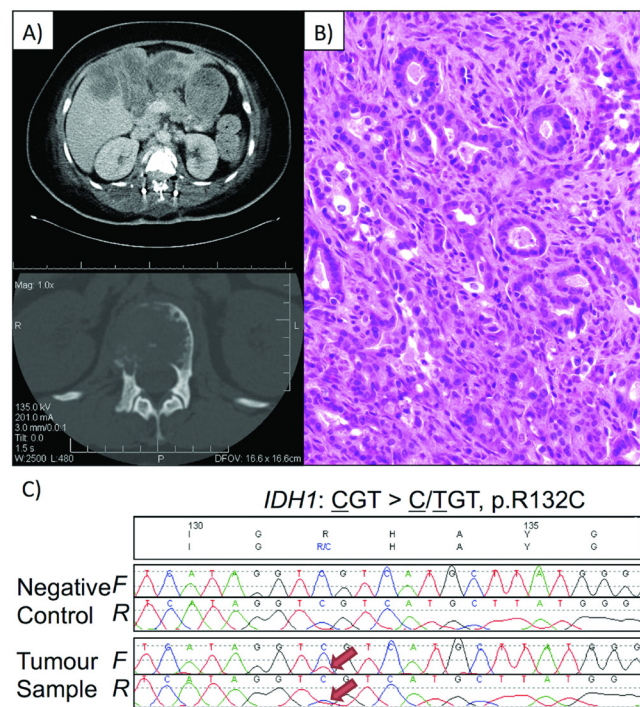 A)
B)
Mag: 1.0x
R
L
135.0 kV
201.0 mA
3.0 mm/0.0:1
Tilt 0.0
1.5 s
W:2500 L:480
P
DFOV: 16.6 x 16.6cm
C)
IDH1: CGT > C/TGT, p.R132C
130 135
I G R H A Y G
I G R/C H A Y G
Negative Control
F
T C A T A G G T C G T C A T G C T T A T G G G
R
T C A T A G G T C G T C A T G C T T A T G G G
Tumour Sample
F
T C A T A G G T C G T C A T G C T T A T G G G
R
T C A T A G G T C G T C A T G C T T A T G G